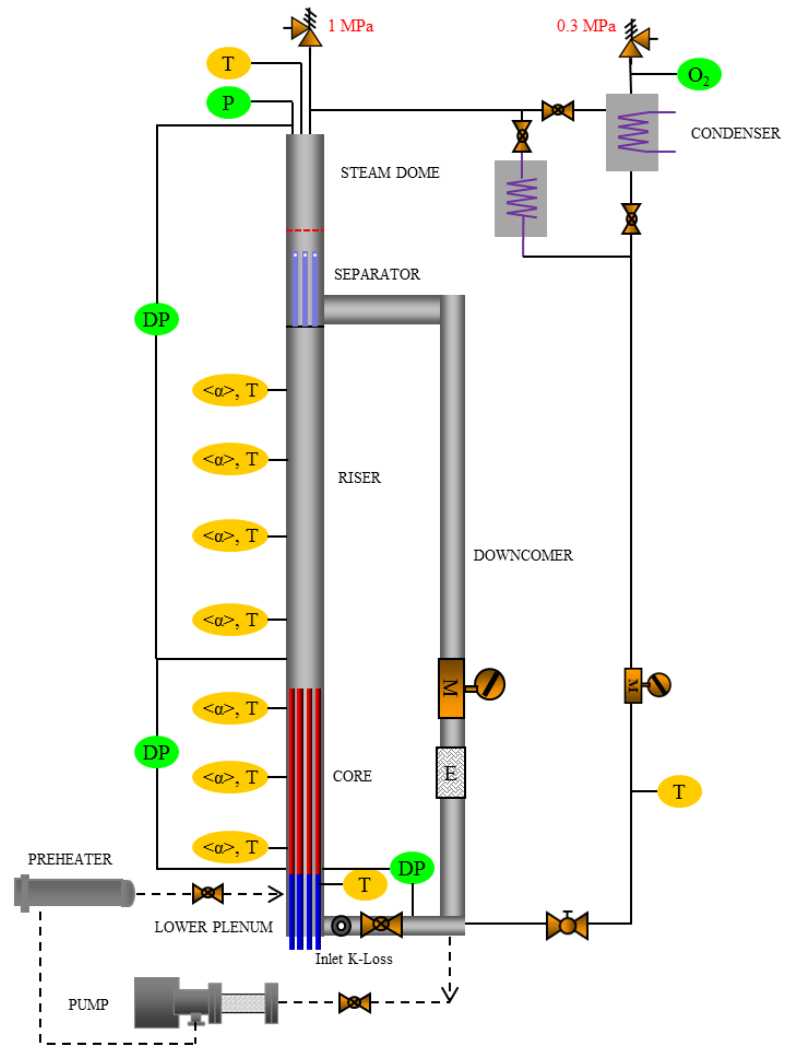 1 MPa
0.3 MPa
T
O2
P
CONDENSER
STEAM DOME
SEPARATOR
DP
<α>, T
<α>, T
RISER
<α>, T
DOWNCOMER
<α>, T
M
M
<α>, T
DP
E
<α>, T
CORE
T
<α>, T
PREHEATER
DP
T
LOWER PLENUM
Inlet K-Loss
PUMP